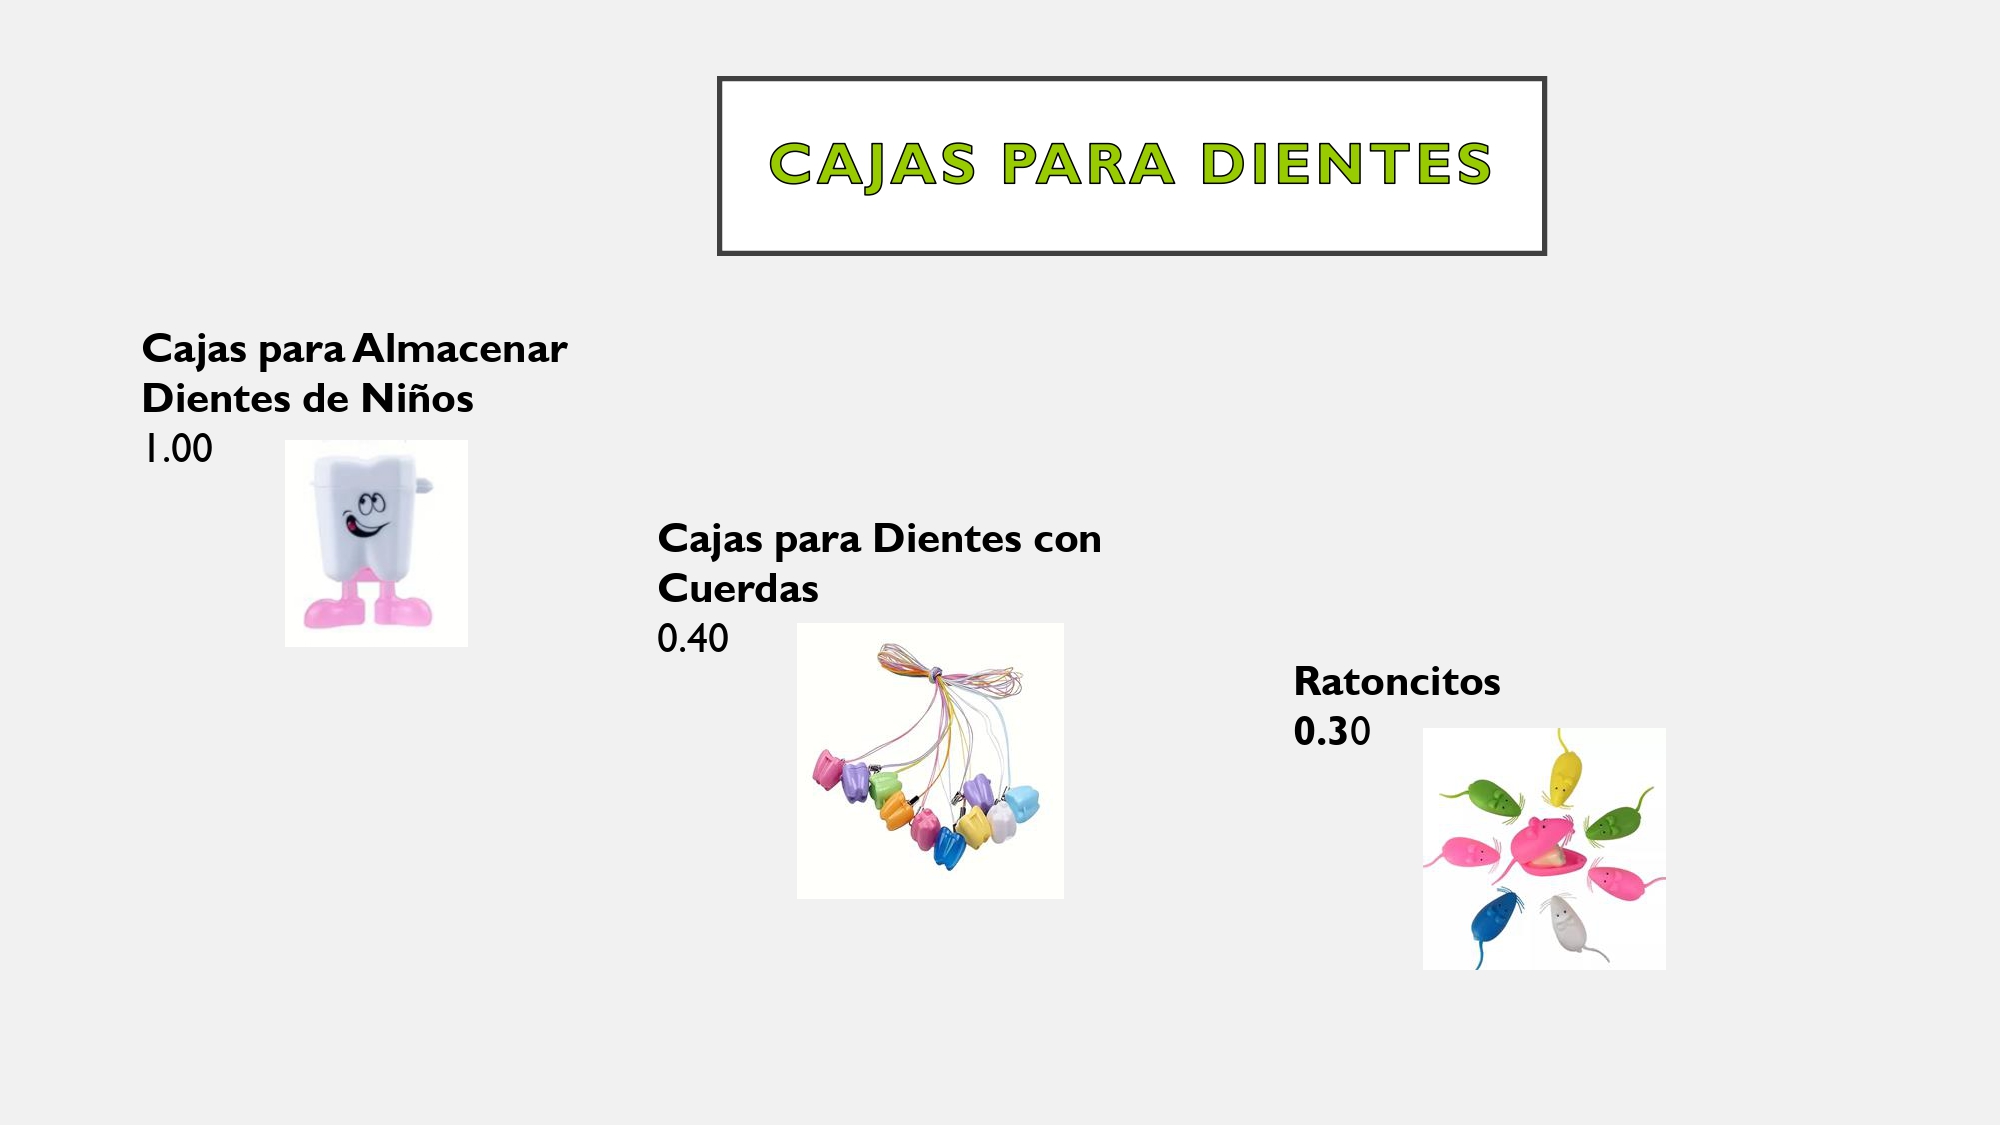 CAJAS PARA DIENTES
Cajas para Almacenar
Dientes de Niños
1.00
Cajas para Dientes con
Cuerdas
0.40
Ratoncitos
0.30